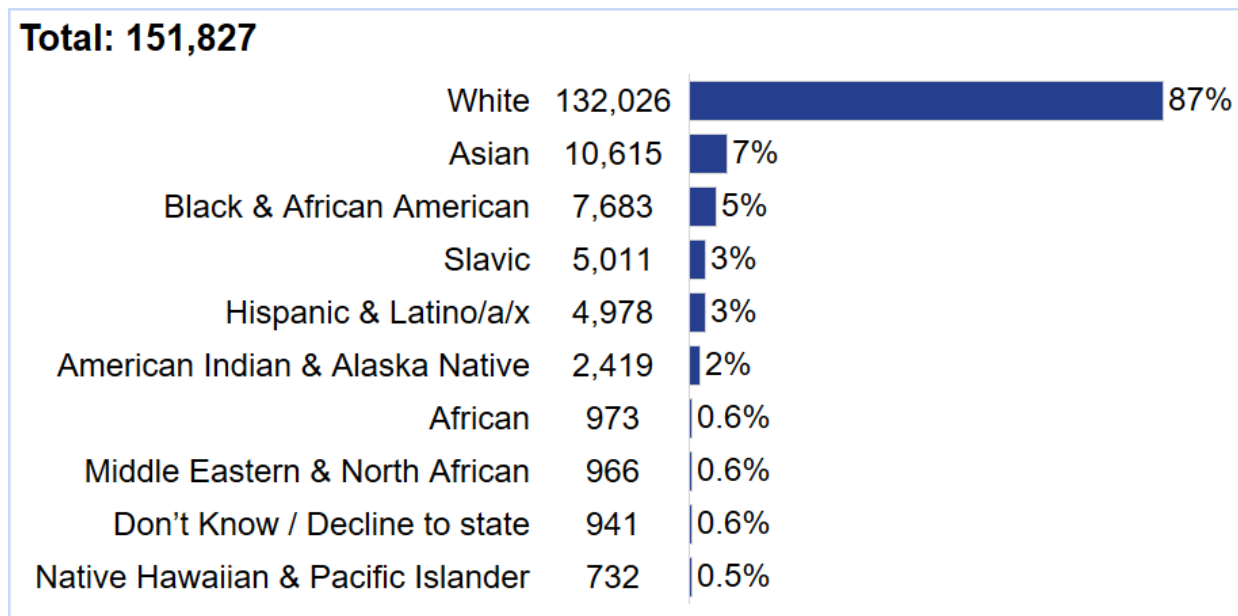 Total: 151,827
White 132,026 87%
Asian 10,615 7%
Black & African American 7,683 5%
Slavic 5,011 3%
Hispanic & Latino/a/x 4,978 3%
American Indian & Alaska Native 2,419 2%
African 973 0.6%
Middle Eastern & North African 966 0.6%
Don’t Know / Decline to state 941 0.6%
Native Hawaiian & Pacific Islander 732 0.5%